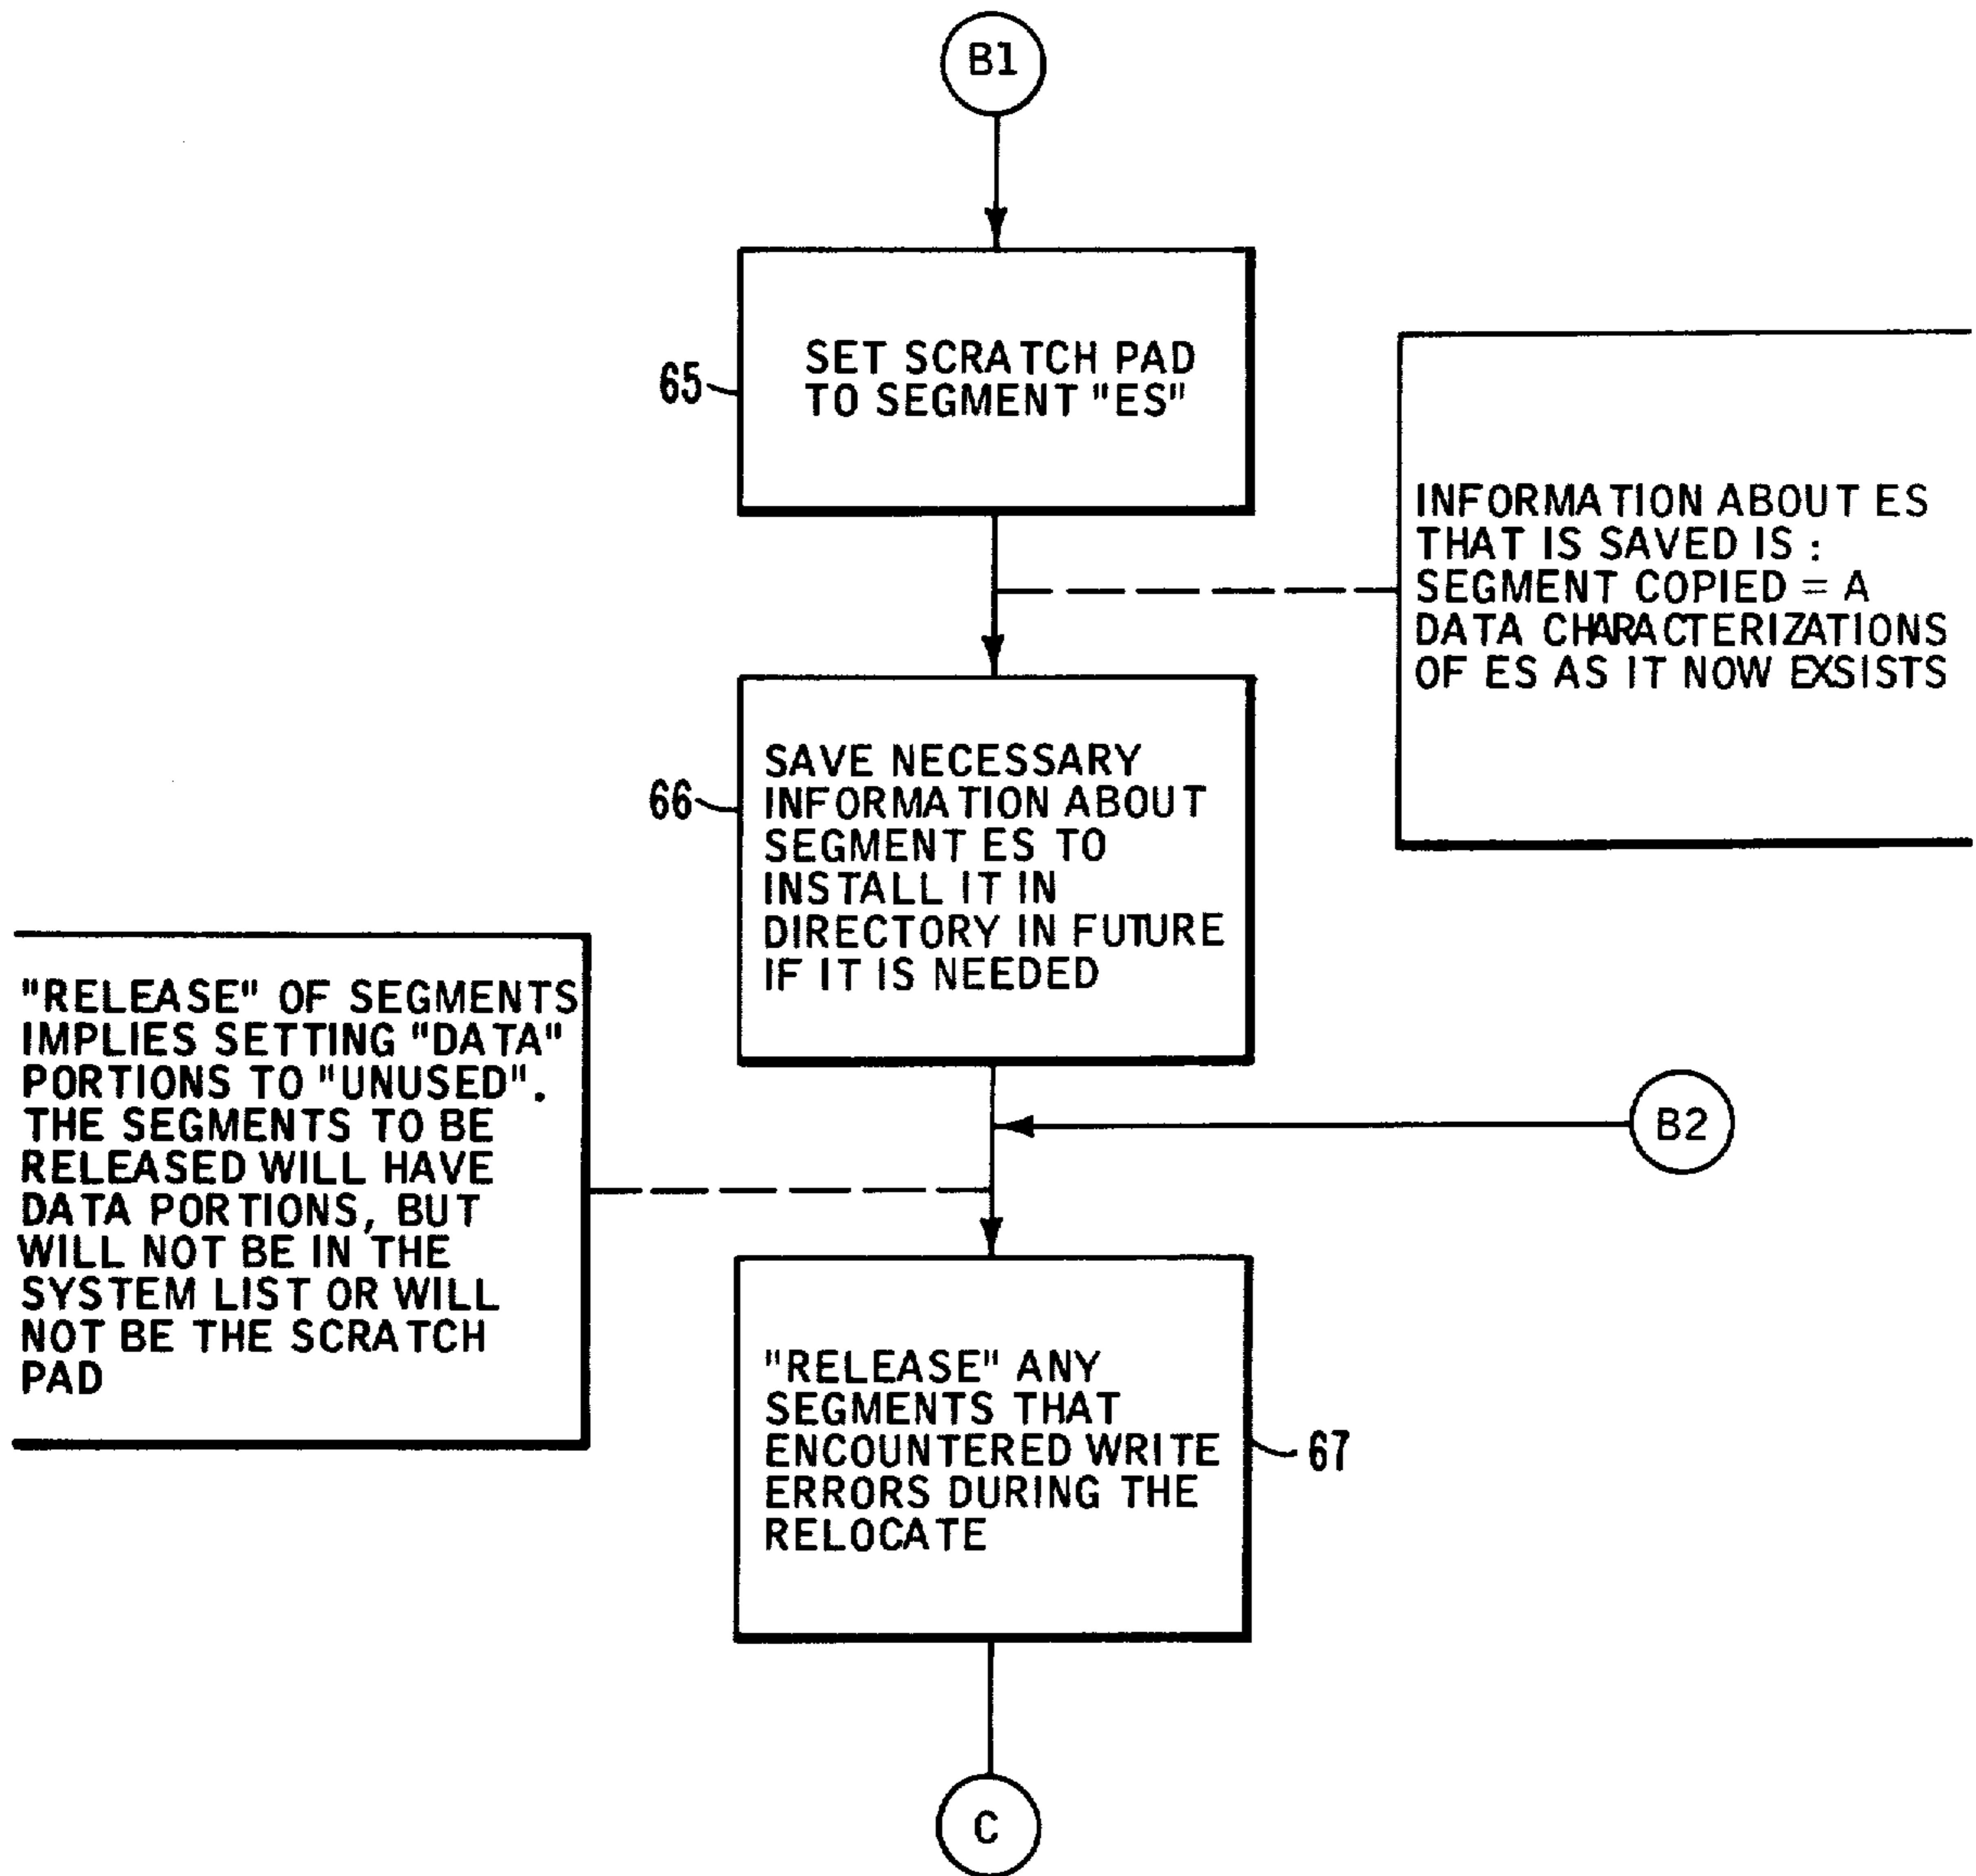 B1
65
SET SCRATCH PAD
TO SEGMENT "ES"
INFORMATION ABOUT ES
THAT IS SAVED IS :
SEGMENT COPIED = A
DATA CHARACTERIZATIONS
OF ES AS IT NOW EXSISTS
66
SAVE NECESSARY
INFORMATION ABOUT
SEGMENT ES TO
INSTALL IT IN
DIRECTORY IN FUTURE
IF IT IS NEEDED
"RELEASE" OF SEGMENTS
IMPLIES SETTING "DATA"
PORTIONS TO "UNUSED".
THE SEGMENTS TO BE
RELEASED WILL HAVE
DATA PORTIONS, BUT
WILL NOT BE IN THE
SYSTEM LIST OR WILL
NOT BE THE SCRATCH
PAD
B2
"RELEASE" ANY
SEGMENTS THAT
ENCOUNTERED WRITE
ERRORS DURING THE
RELOCATE
67
C